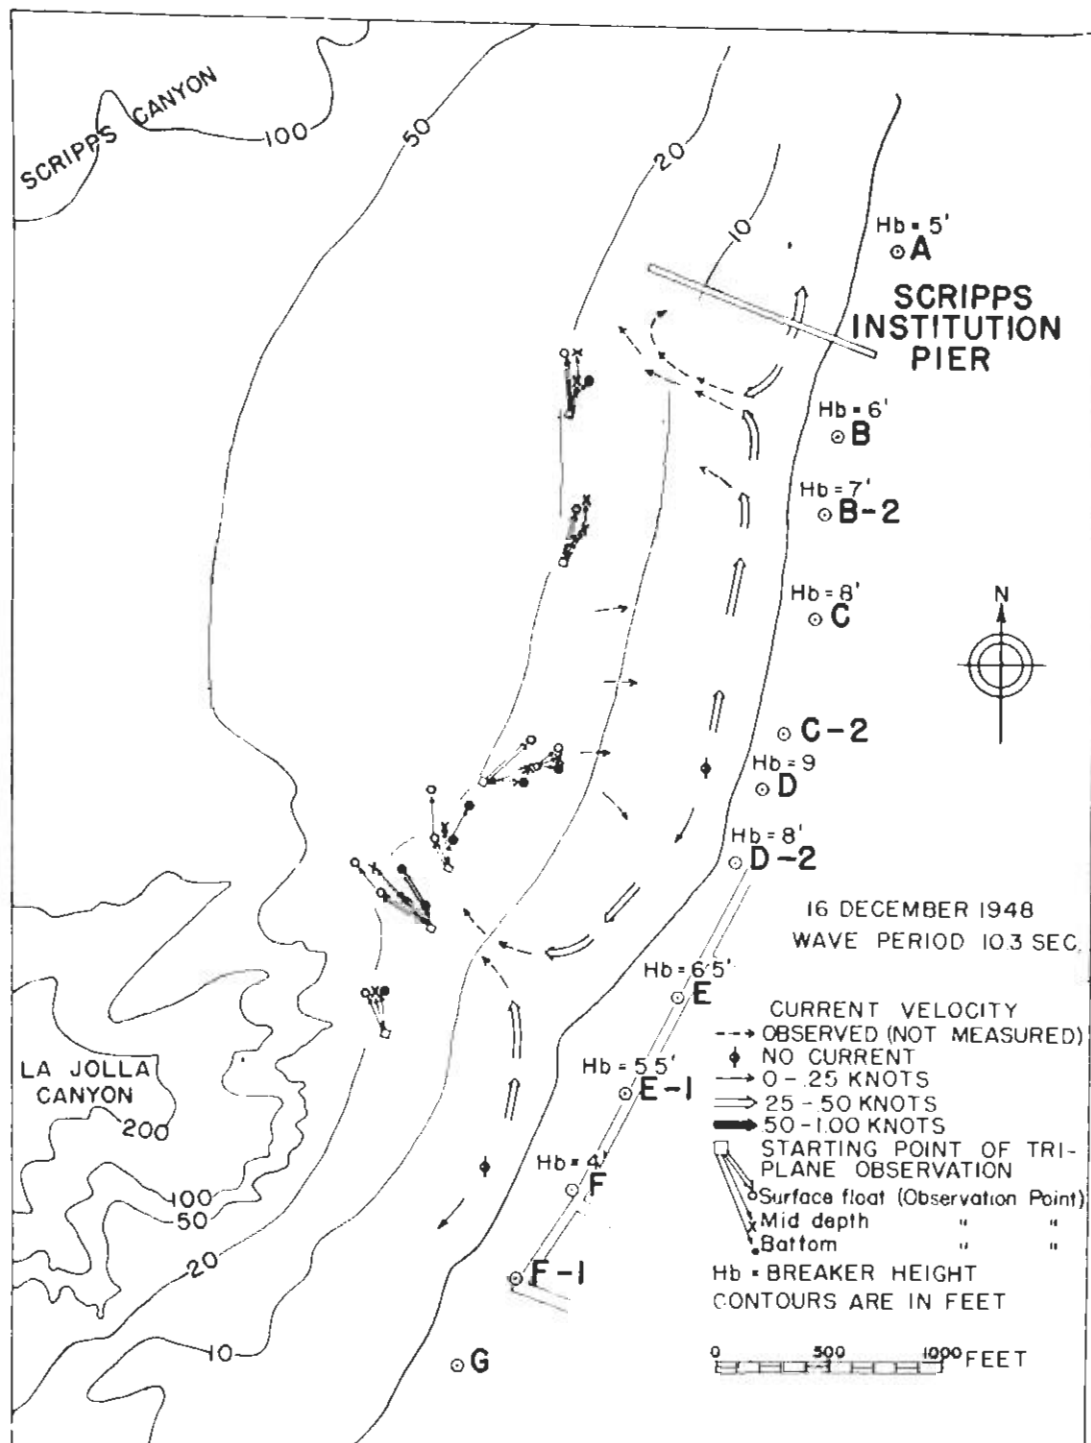 SCRIPPS CANYON
100
50
20
10
Hb = 5'
A
SCRIPPS
INSTITUTION
PIER
Hb = 6'
B
Hb = 7'
B-2
Hb = 8'
C
N
C-2
Hb = 9
D
Hb = 8'
D-2
16 DECEMBER 1948
WAVE PERIOD 10.3 SEC.
Hb = 6 5'
E
Hb = 5 5'
E-1
Hb = 4'
F
F-1
G
LA JOLLA
CANYON
200
100
50
20
10
CURRENT VELOCITY
OBSERVED (NOT MEASURED)
NO CURRENT
0 - .25 KNOTS
.25 - .50 KNOTS
.50 - 1.00 KNOTS
STARTING POINT OF TRI-
PLANE OBSERVATION
Surface float (Observation Point)
Mid depth " "
Bottom " "
Hb = BREAKER HEIGHT
CONTOURS ARE IN FEET
0 500 1000 FEET